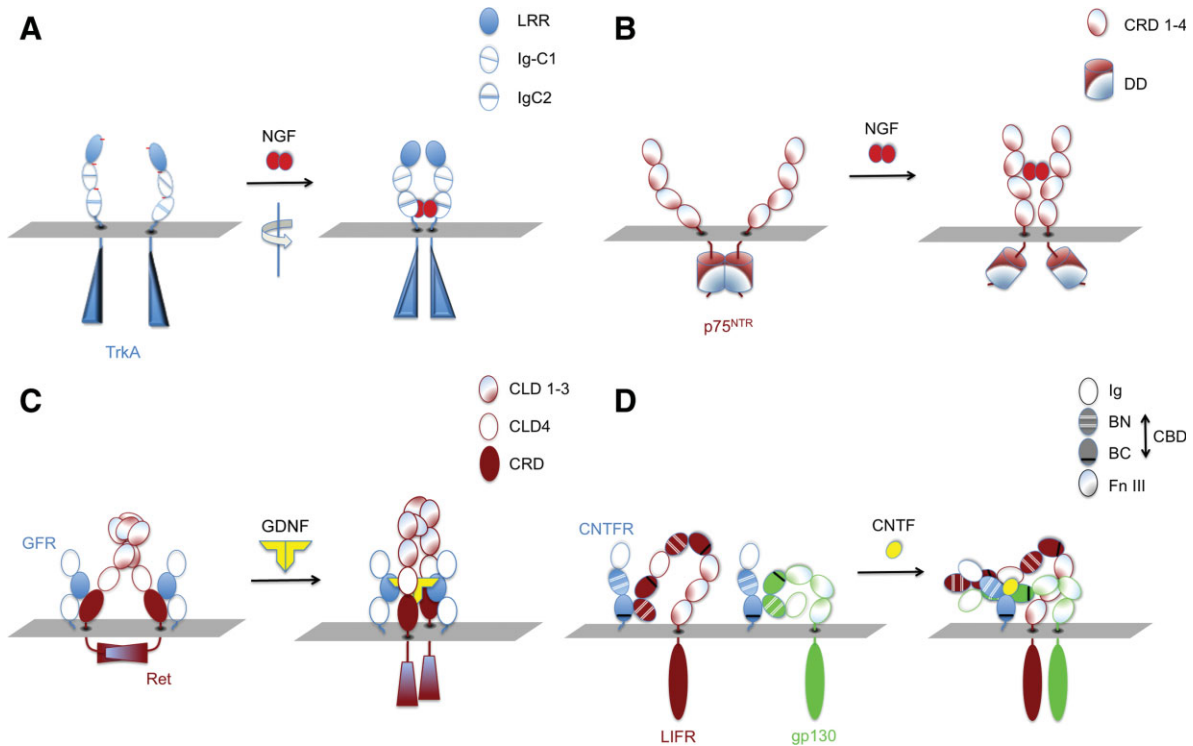 A
LRR
Ig-C1
IgC2
NGF
TrkA
B
CRD 1-4
DD
NGF
p75NTR
C
CLD 1-3
CLD4
CRD
GFR
GDNF
Ret
D
Ig
BN
BC
CBD
Fn III
CNTFR
CNTF
LIFR
gp130